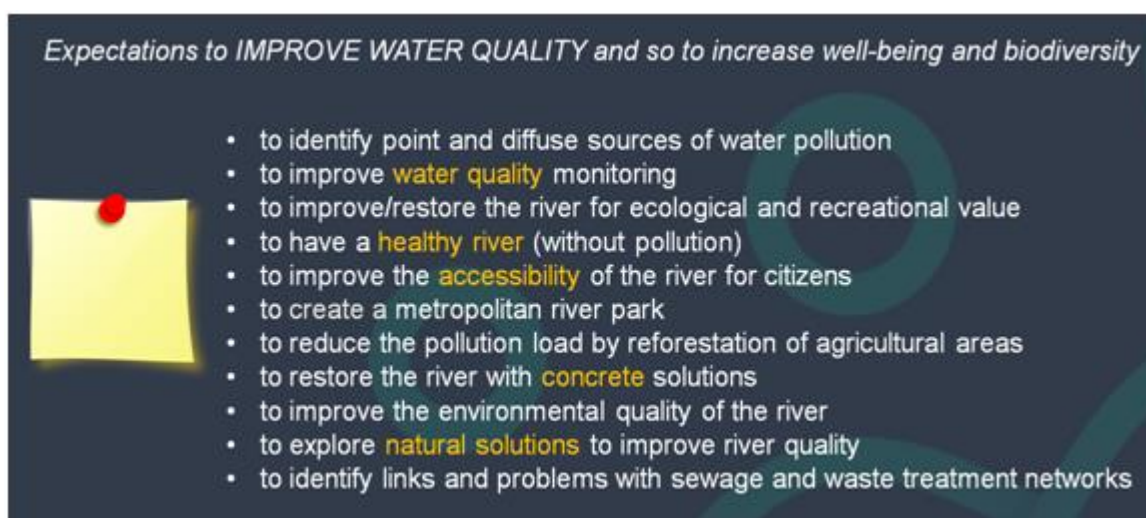 Expectations to IMPROVE WATER QUALITY and so to increase well-being and biodiversity
• to identify point and diffuse sources of water pollution
• to improve water quality monitoring
• to improve/restore the river for ecological and recreational value
• to have a healthy river (without pollution)
• to improve the accessibility of the river for citizens
• to create a metropolitan river park
• to reduce the pollution load by reforestation of agricultural areas
• to restore the river with concrete solutions
• to improve the environmental quality of the river
• to explore natural solutions to improve river quality
• to identify links and problems with sewage and waste treatment networks